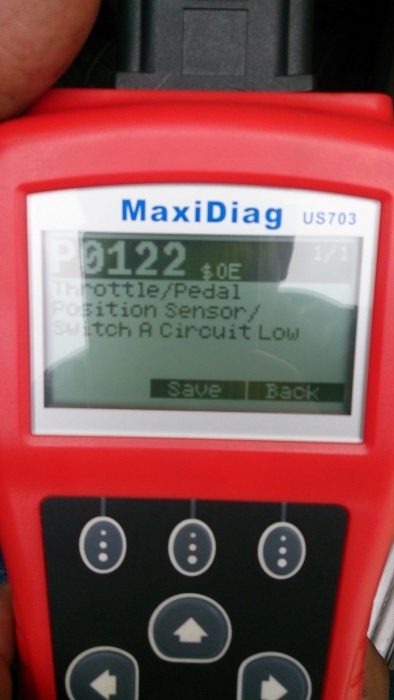 MaxiDiag US703
P0122 $0E 1/1
Throttle/Pedal
Position Sensor/
Switch A Circuit Low
Save Back